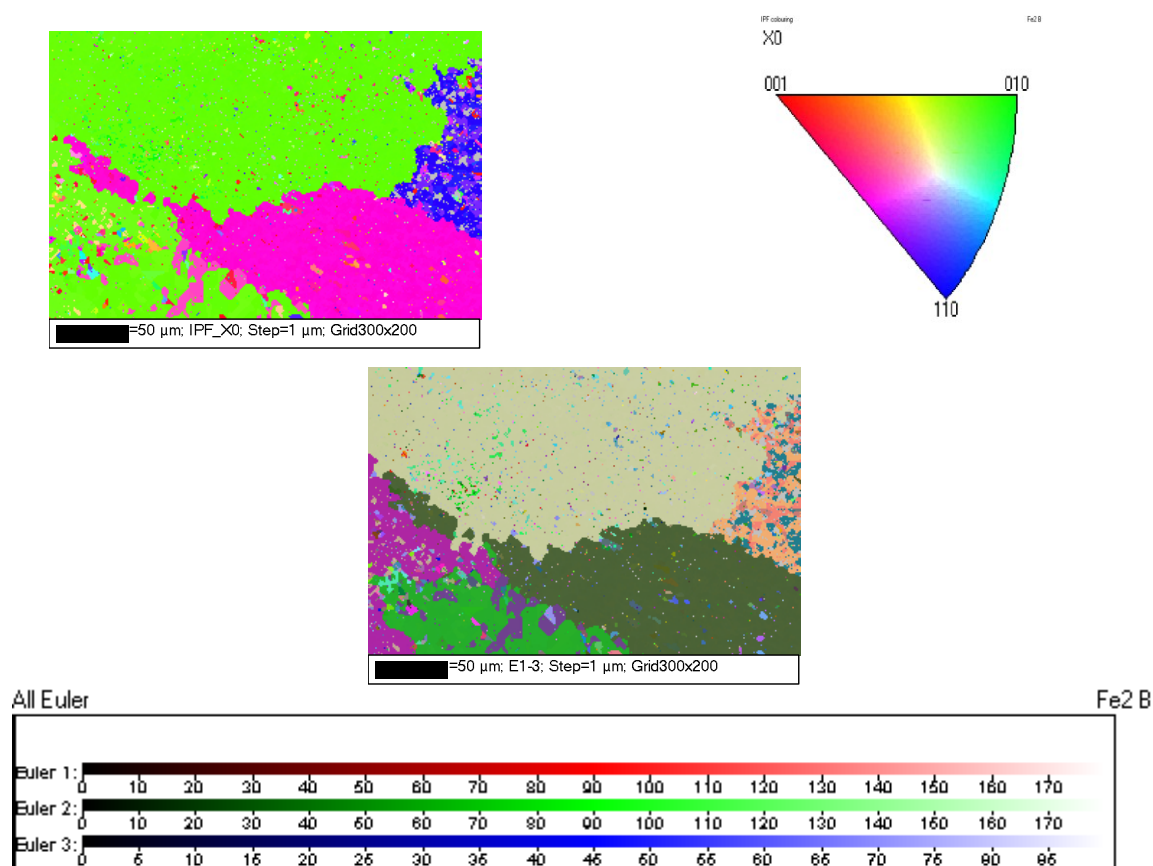 IPF colouring Fe2 B
X0
001 010
110
=50 µm; IPF_X0; Step=1 µm; Grid300x200
=50 µm; E1-3; Step=1 µm; Grid300x200
All Euler Fe2 B
Euler 1:
0 10 20 30 40 50 60 70 80 90 100 110 120 130 140 150 160 170
Euler 2:
0 10 20 30 40 50 60 70 80 90 100 110 120 130 140 150 160 170
Euler 3:
0 5 10 15 20 25 30 35 40 45 50 55 60 65 70 75 80 85